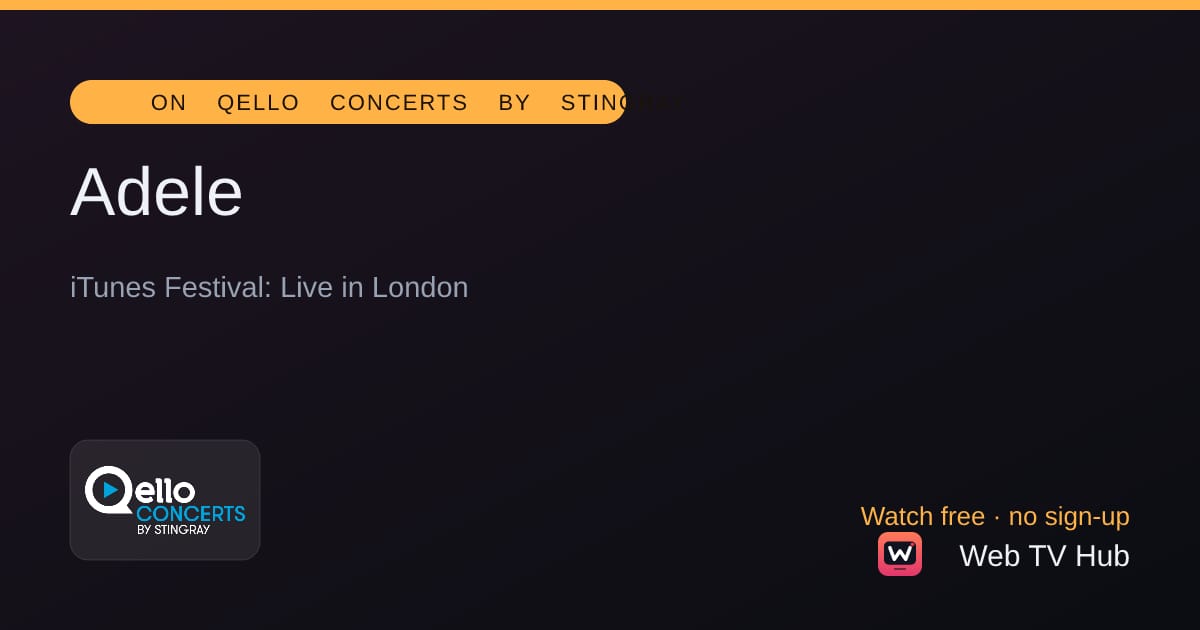 ON QELLO CONCERTS BY STINGRAY
Adele
iTunes Festival: Live in London
Qello
CONCERTS
BY STINGRAY
Watch free · no sign-up
W
Web TV Hub